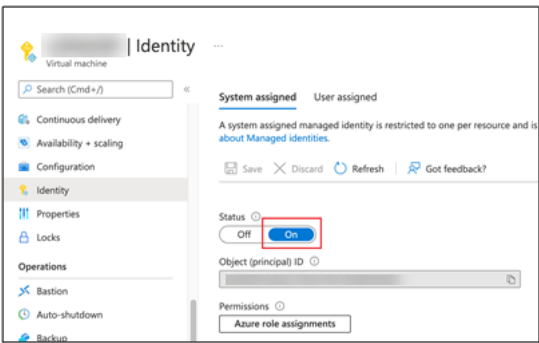 | Identity ...
Virtual machine
Search (Cmd+/)
«
Continuous delivery
Availability + scaling
Configuration
Identity
Properties
Locks
Operations
Bastion
Auto-shutdown
Backup
System assigned User assigned
A system assigned managed identity is restricted to one per resource and is
about Managed identities.
Save Discard Refresh | Got feedback?
Status
Off On
Object (principal) ID
Permissions
Azure role assignments